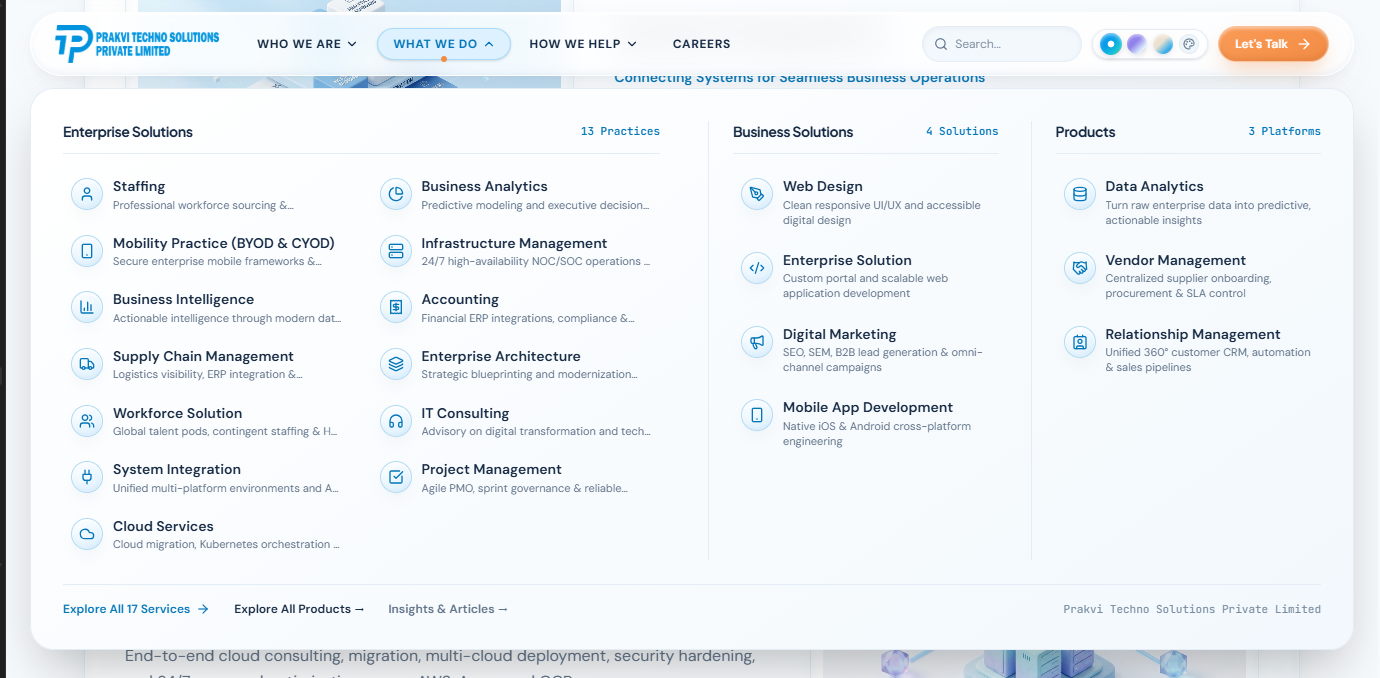 PRAKVI TECHNO SOLUTIONS
PRIVATE LIMITED
WHO WE ARE
WHAT WE DO
HOW WE HELP
CAREERS
Search...
Let's Talk
Connecting Systems for Seamless Business Operations
Enterprise Solutions
13 Practices
Staffing
Professional workforce sourcing &...
Mobility Practice (BYOD & CYOD)
Secure enterprise mobile frameworks &...
Business Intelligence
Actionable intelligence through modern dat...
Supply Chain Management
Logistics visibility, ERP integration &...
Workforce Solution
Global talent pods, contingent staffing & H...
System Integration
Unified multi-platform environments and A...
Cloud Services
Cloud migration, Kubernetes orchestration ...
Business Analytics
Predictive modeling and executive decision...
Infrastructure Management
24/7 high-availability NOC/SOC operations ...
Accounting
Financial ERP integrations, compliance &...
Enterprise Architecture
Strategic blueprinting and modernization...
IT Consulting
Advisory on digital transformation and tech...
Project Management
Agile PMO, sprint governance & reliable...
Business Solutions
4 Solutions
Web Design
Clean responsive UI/UX and accessible
digital design
Enterprise Solution
Custom portal and scalable web
application development
Digital Marketing
SEO, SEM, B2B lead generation & omni-
channel campaigns
Mobile App Development
Native iOS & Android cross-platform
engineering
Products
3 Platforms
Data Analytics
Turn raw enterprise data into predictive,
actionable insights
Vendor Management
Centralized supplier onboarding,
procurement & SLA control
Relationship Management
Unified 360° customer CRM, automation
& sales pipelines
Explore All 17 Services →
Explore All Products →
Insights & Articles →
Prakvi Techno Solutions Private Limited
End-to-end cloud consulting, migration, multi-cloud deployment, security hardening,